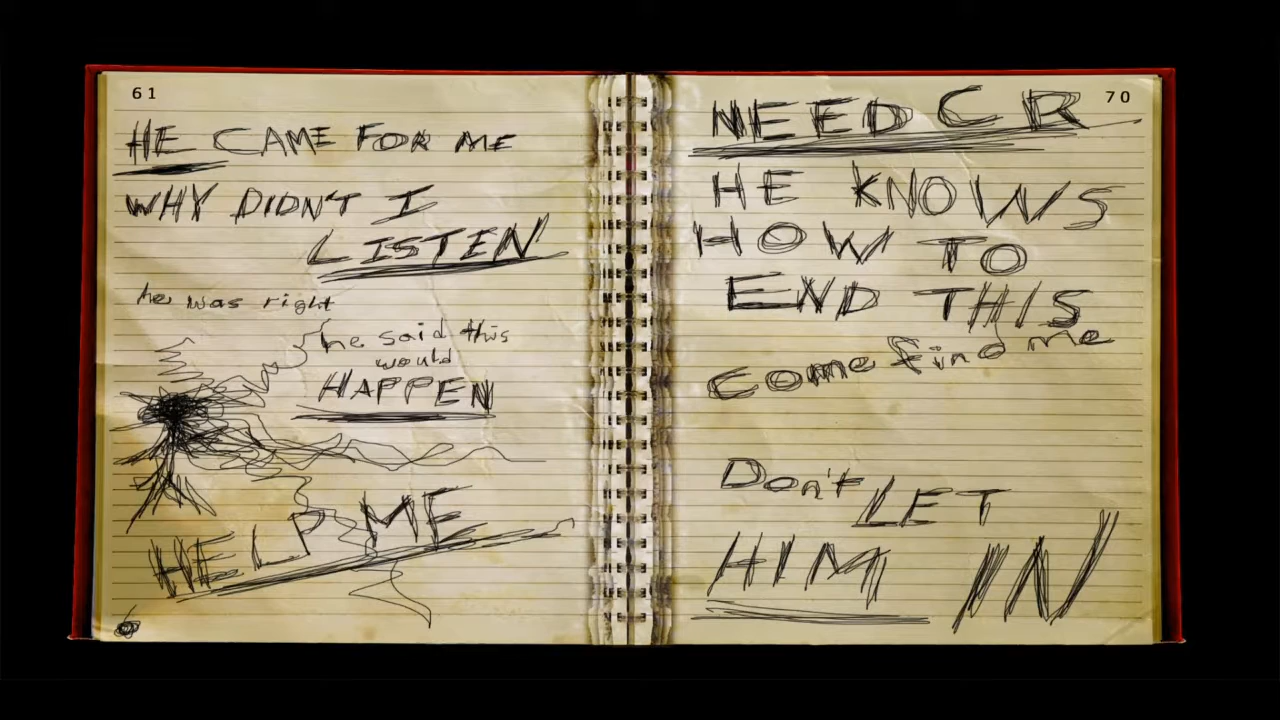 61
HE CAME FOR ME
WHY DIDN'T I
LISTEN
he was right
he said this
would
HAPPEN
HELP ME
70
NEED CR
HE KNOWS
HOW TO
END THIS
come find me
Don't LET
HIM IN